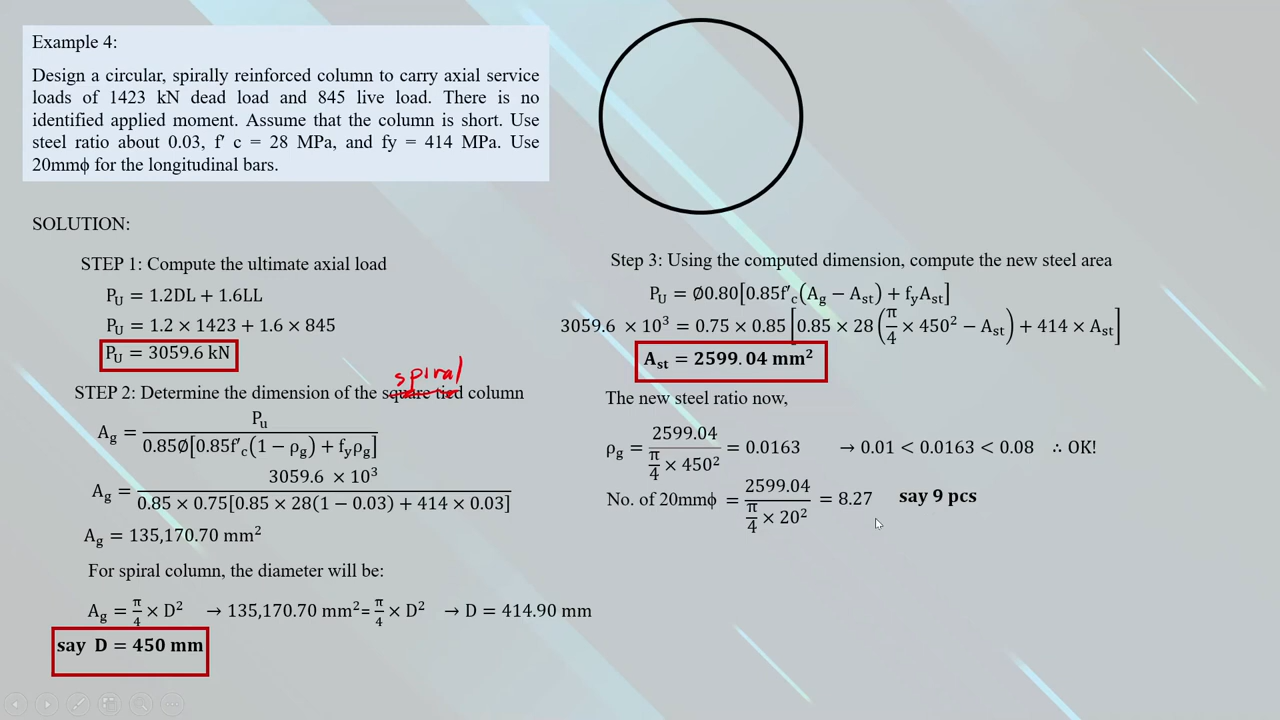 Example 4:
Design a circular, spirally reinforced column to carry axial service
loads of 1423 kN dead load and 845 live load. There is no
identified applied moment. Assume that the column is short. Use
steel ratio about 0.03, f′ c = 28 MPa, and fy = 414 MPa. Use
20mmϕ for the longitudinal bars.
SOLUTION:
STEP 1: Compute the ultimate axial load
P_U = 1.2DL + 1.6LL
P_U = 1.2 × 1423 + 1.6 × 845
P_U = 3059.6 kN
spiral
STEP 2: Determine the dimension of the square tied column
A_g = P_u / 0.85∅[0.85f′_c(1 − ρ_g) + f_yρ_g]
A_g = 3059.6 × 10³ / 0.85 × 0.75[0.85 × 28(1 − 0.03) + 414 × 0.03]
A_g = 135,170.70 mm²
For spiral column, the diameter will be:
A_g = π/4 × D² → 135,170.70 mm²= π/4 × D² → D = 414.90 mm
say D = 450 mm
Step 3: Using the computed dimension, compute the new steel area
P_U = ∅0.80[0.85f′_c(A_g − A_st) + f_yA_st]
3059.6 × 10³ = 0.75 × 0.85 [0.85 × 28 (π/4 × 450² − A_st) + 414 × A_st]
A_st = 2599.04 mm²
The new steel ratio now,
ρ_g = 2599.04 / π/4 × 450² = 0.0163 → 0.01 < 0.0163 < 0.08 ∴ OK!
No. of 20mmϕ = 2599.04 / π/4 × 20² = 8.27 say 9 pcs